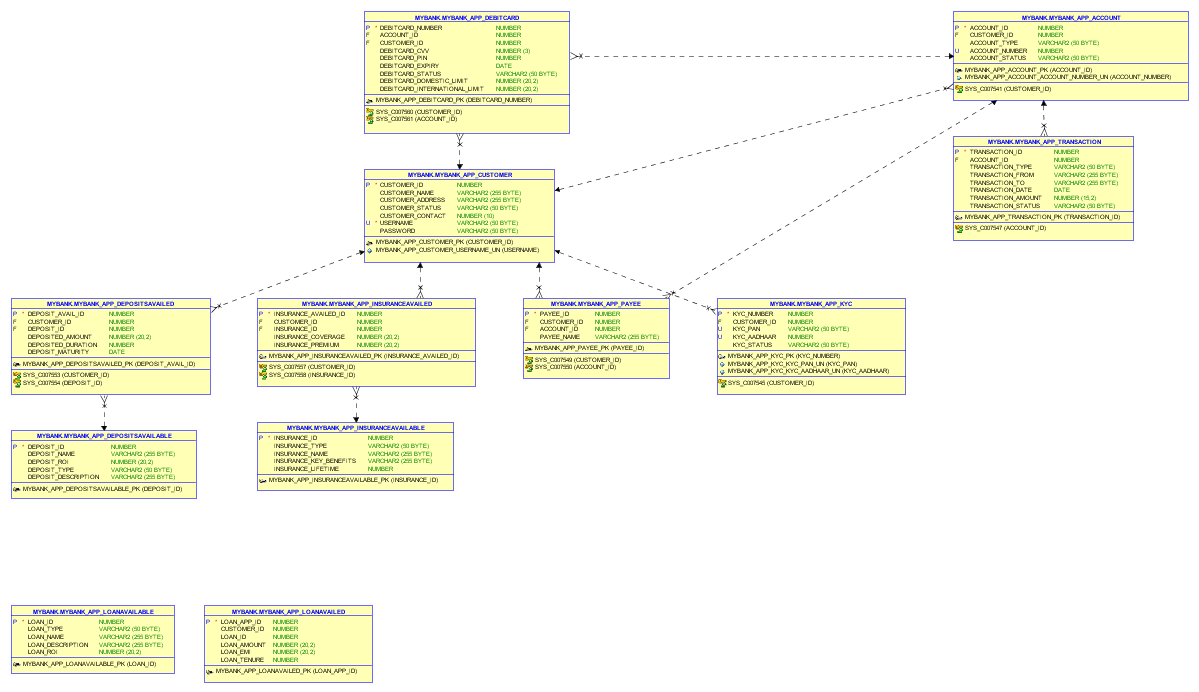 MYBANK.MYBANK_APP_DEBITCARD
P * DEBITCARD_NUMBER NUMBER
F ACCOUNT_ID NUMBER
F CUSTOMER_ID NUMBER
DEBITCARD_CVV NUMBER (3)
DEBITCARD_PIN NUMBER
DEBITCARD_EXPIRY DATE
DEBITCARD_STATUS VARCHAR2 (50 BYTE)
DEBITCARD_DOMESTIC_LIMIT NUMBER (20,2)
DEBITCARD_INTERNATIONAL_LIMIT NUMBER (20,2)
MYBANK_APP_DEBITCARD_PK (DEBITCARD_NUMBER)
SYS_C007560 (CUSTOMER_ID)
SYS_C007561 (ACCOUNT_ID)
MYBANK.MYBANK_APP_ACCOUNT
P * ACCOUNT_ID NUMBER
F CUSTOMER_ID NUMBER
ACCOUNT_TYPE VARCHAR2 (50 BYTE)
U ACCOUNT_NUMBER NUMBER
ACCOUNT_STATUS VARCHAR2 (50 BYTE)
MYBANK_APP_ACCOUNT_PK (ACCOUNT_ID)
MYBANK_APP_ACCOUNT_ACCOUNT_NUMBER_UN (ACCOUNT_NUMBER)
SYS_C007541 (CUSTOMER_ID)
MYBANK.MYBANK_APP_TRANSACTION
P * TRANSACTION_ID NUMBER
F ACCOUNT_ID NUMBER
TRANSACTION_TYPE VARCHAR2 (50 BYTE)
TRANSACTION_FROM VARCHAR2 (255 BYTE)
TRANSACTION_TO VARCHAR2 (255 BYTE)
TRANSACTION_DATE DATE
TRANSACTION_AMOUNT NUMBER (15,2)
TRANSACTION_STATUS VARCHAR2 (50 BYTE)
MYBANK_APP_TRANSACTION_PK (TRANSACTION_ID)
SYS_C007547 (ACCOUNT_ID)
MYBANK.MYBANK_APP_CUSTOMER
P * CUSTOMER_ID NUMBER
CUSTOMER_NAME VARCHAR2 (255 BYTE)
CUSTOMER_ADDRESS VARCHAR2 (255 BYTE)
CUSTOMER_STATUS VARCHAR2 (50 BYTE)
CUSTOMER_CONTACT NUMBER (10)
U * USERNAME VARCHAR2 (50 BYTE)
PASSWORD VARCHAR2 (50 BYTE)
MYBANK_APP_CUSTOMER_PK (CUSTOMER_ID)
MYBANK_APP_CUSTOMER_USERNAME_UN (USERNAME)
MYBANK.MYBANK_APP_DEPOSITSAVAILED
P * DEPOSIT_AVAIL_ID NUMBER
F CUSTOMER_ID NUMBER
F DEPOSIT_ID NUMBER
DEPOSITED_AMOUNT NUMBER (20,2)
DEPOSITED_DURATION NUMBER
DEPOSIT_MATURITY DATE
MYBANK_APP_DEPOSITSAVAILED_PK (DEPOSIT_AVAIL_ID)
SYS_C007553 (CUSTOMER_ID)
SYS_C007554 (DEPOSIT_ID)
MYBANK.MYBANK_APP_INSURANCEAVAILED
P * INSURANCE_AVAILED_ID NUMBER
F CUSTOMER_ID NUMBER
F INSURANCE_ID NUMBER
INSURANCE_COVERAGE NUMBER (20,2)
INSURANCE_PREMIUM NUMBER (20,2)
MYBANK_APP_INSURANCEAVAILED_PK (INSURANCE_AVAILED_ID)
SYS_C007557 (CUSTOMER_ID)
SYS_C007558 (INSURANCE_ID)
MYBANK.MYBANK_APP_PAYEE
P * PAYEE_ID NUMBER
F CUSTOMER_ID NUMBER
F ACCOUNT_ID NUMBER
PAYEE_NAME VARCHAR2 (255 BYTE)
MYBANK_APP_PAYEE_PK (PAYEE_ID)
SYS_C007549 (CUSTOMER_ID)
SYS_C007550 (ACCOUNT_ID)
MYBANK.MYBANK_APP_KYC
P * KYC_NUMBER NUMBER
F CUSTOMER_ID NUMBER
U KYC_PAN VARCHAR2 (50 BYTE)
U KYC_AADHAAR NUMBER
KYC_STATUS VARCHAR2 (50 BYTE)
MYBANK_APP_KYC_PK (KYC_NUMBER)
MYBANK_APP_KYC_KYC_PAN_UN (KYC_PAN)
MYBANK_APP_KYC_KYC_AADHAAR_UN (KYC_AADHAAR)
SYS_C007545 (CUSTOMER_ID)
MYBANK.MYBANK_APP_DEPOSITSAVAILABLE
P * DEPOSIT_ID NUMBER
DEPOSIT_NAME VARCHAR2 (255 BYTE)
DEPOSIT_ROI NUMBER (20,2)
DEPOSIT_TYPE VARCHAR2 (50 BYTE)
DEPOSIT_DESCRIPTION VARCHAR2 (255 BYTE)
MYBANK_APP_DEPOSITSAVAILABLE_PK (DEPOSIT_ID)
MYBANK.MYBANK_APP_INSURANCEAVAILABLE
P * INSURANCE_ID NUMBER
INSURANCE_TYPE VARCHAR2 (50 BYTE)
INSURANCE_NAME VARCHAR2 (255 BYTE)
INSURANCE_KEY_BENEFITS VARCHAR2 (255 BYTE)
INSURANCE_LIFETIME NUMBER
MYBANK_APP_INSURANCEAVAILABLE_PK (INSURANCE_ID)
MYBANK.MYBANK_APP_LOANAVAILABLE
P * LOAN_ID NUMBER
LOAN_TYPE VARCHAR2 (50 BYTE)
LOAN_NAME VARCHAR2 (255 BYTE)
LOAN_DESCRIPTION VARCHAR2 (255 BYTE)
LOAN_ROI NUMBER (20,2)
MYBANK_APP_LOANAVAILABLE_PK (LOAN_ID)
MYBANK.MYBANK_APP_LOANAVAILED
P * LOAN_APP_ID NUMBER
CUSTOMER_ID NUMBER
LOAN_ID NUMBER
LOAN_AMOUNT NUMBER (20,2)
LOAN_EMI NUMBER (20,2)
LOAN_TENURE NUMBER
MYBANK_APP_LOANAVAILED_PK (LOAN_APP_ID)